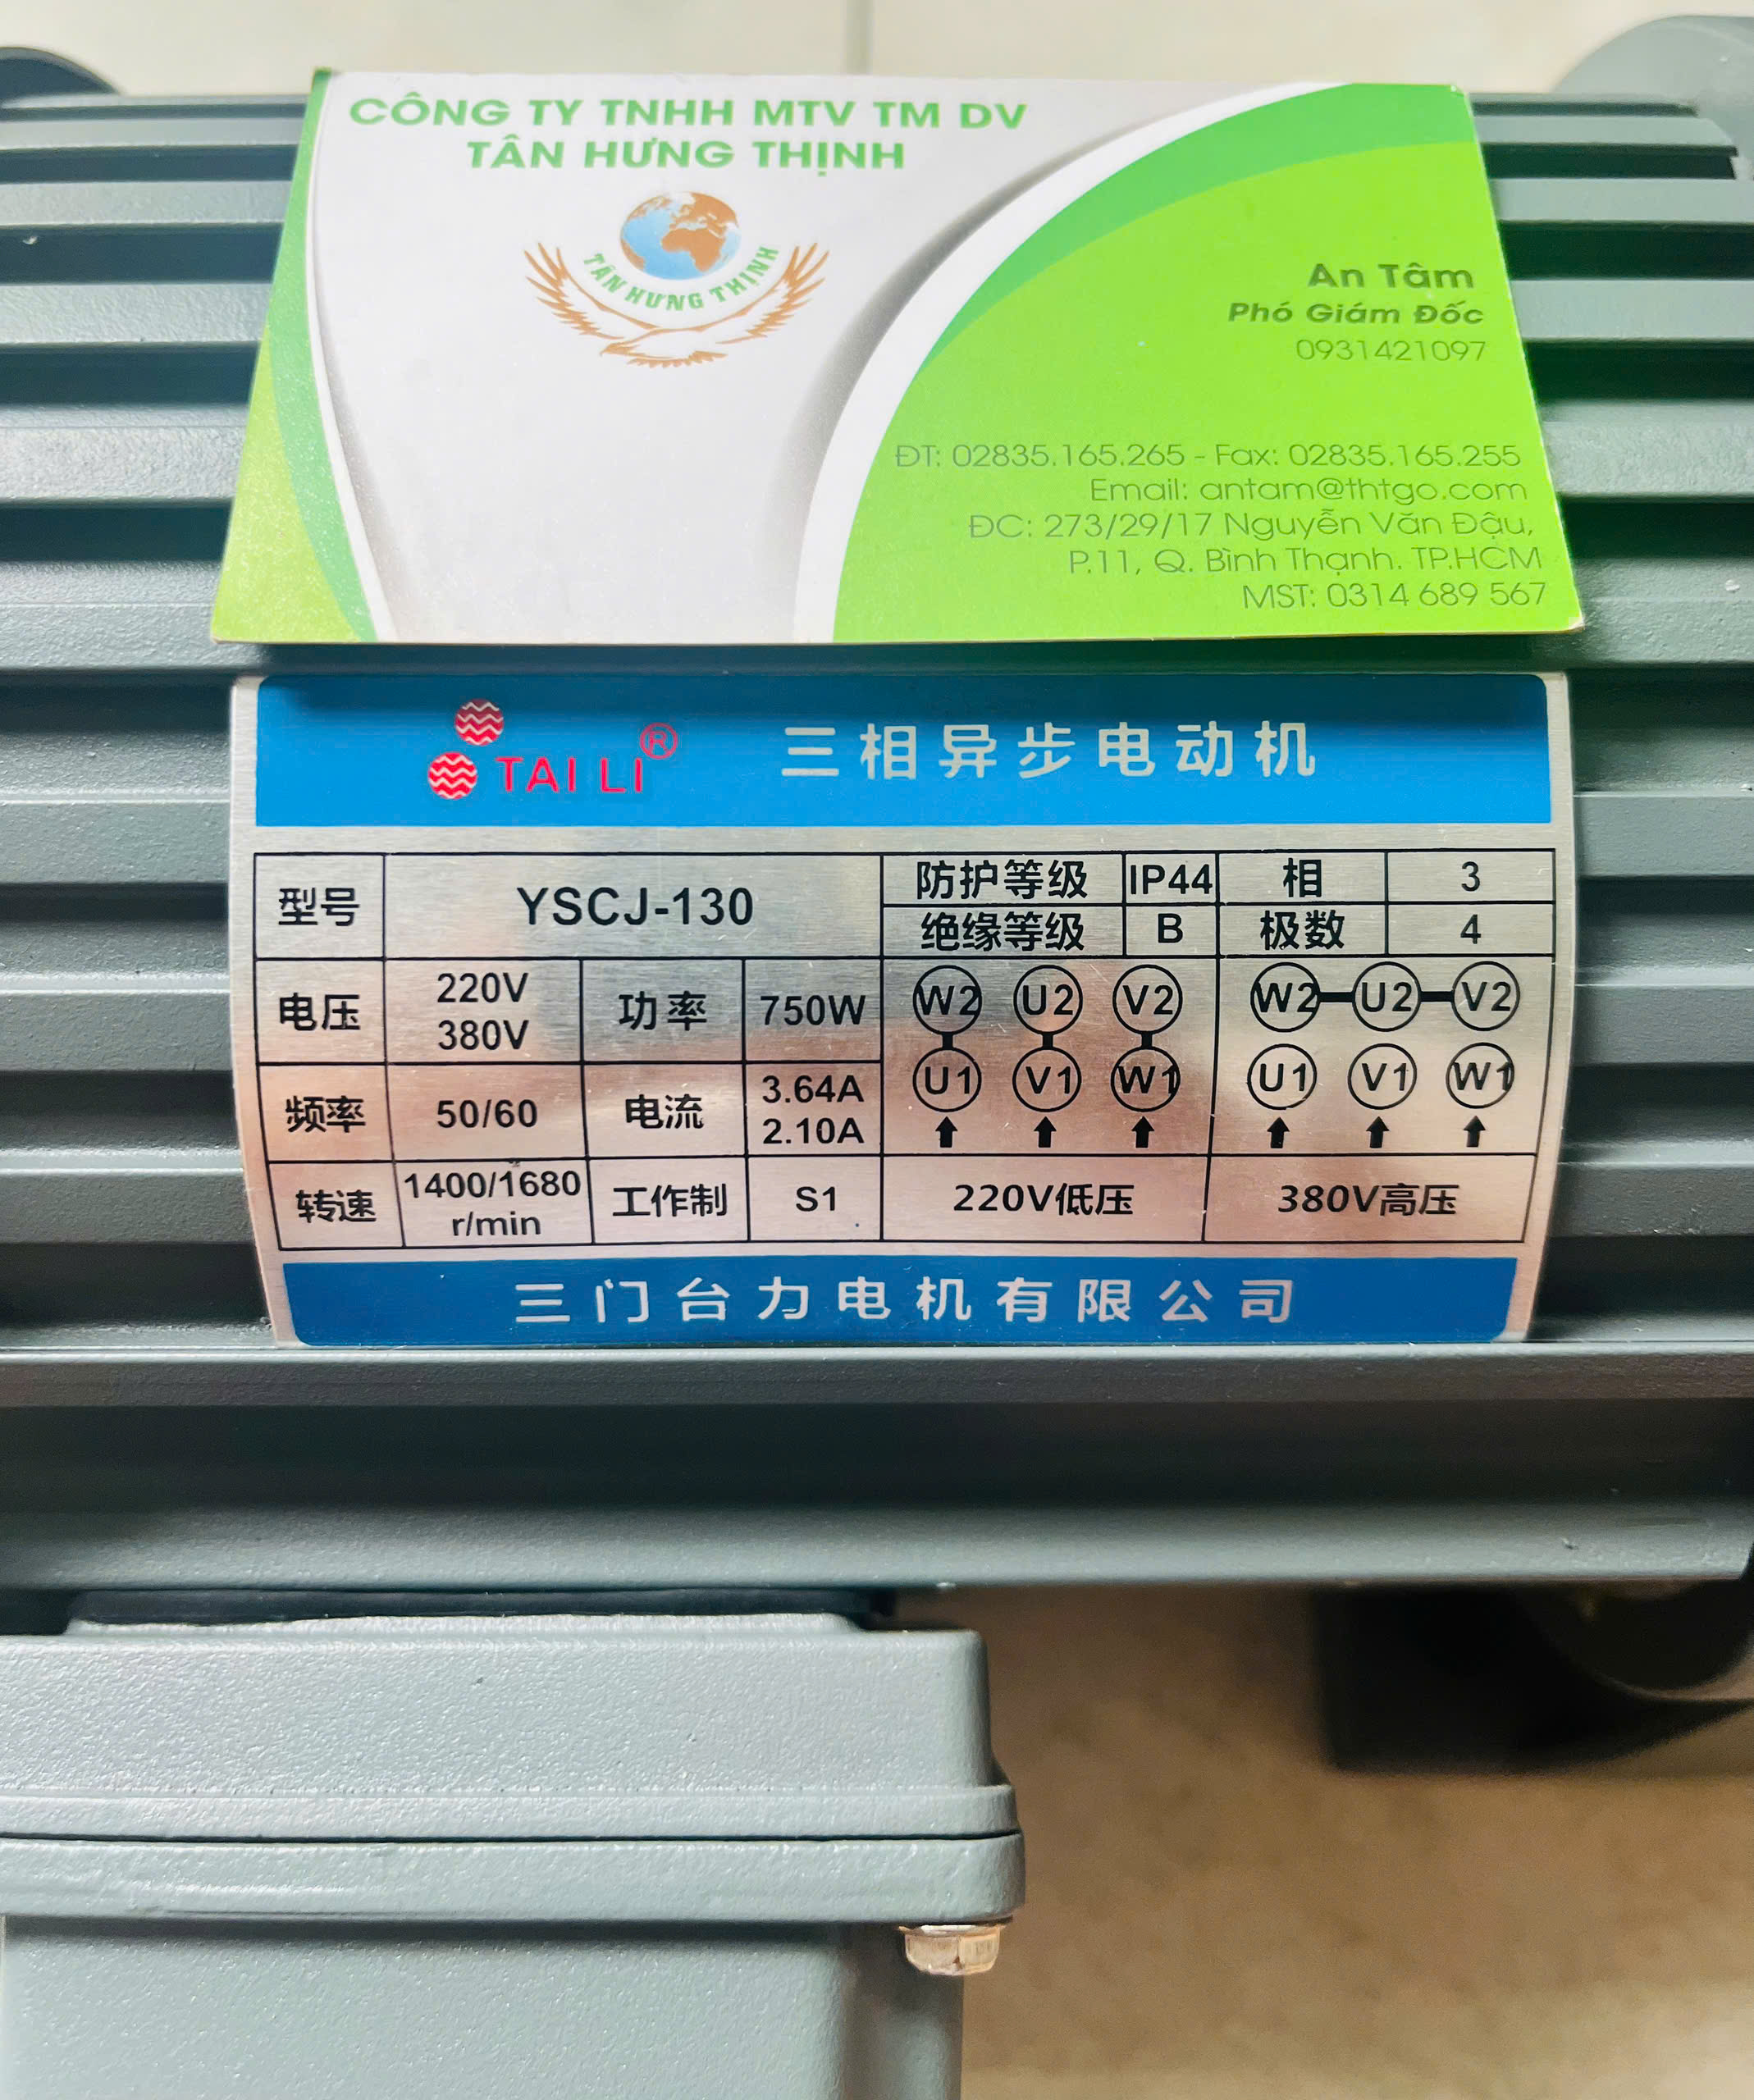 CÔNG TY TNHH MTV TM DV
TÂN HƯNG THỊNH
TÂN HƯNG THỊNH
An Tâm
Phó Giám Đốc
0931421097
ĐT: 02835.165.265 - Fax: 02835.165.255
Email: antam@thtgo.com
ĐC: 273/29/17 Nguyễn Văn Đậu,
P.11, Q. Bình Thạnh. TP.HCM
MST: 0314 689 567
TAI LI® 三相异步电动机
型号 YSCJ-130 防护等级 IP44 相 3
绝缘等级 B 极数 4
电压 220V 380V 功率 750W W2 U2 V2 W2 U2 V2
频率 50/60 电流 3.64A 2.10A U1 V1 W1 U1 V1 W1
转速 1400/1680 r/min 工作制 S1 220V低压 380V高压
三门台力电机有限公司